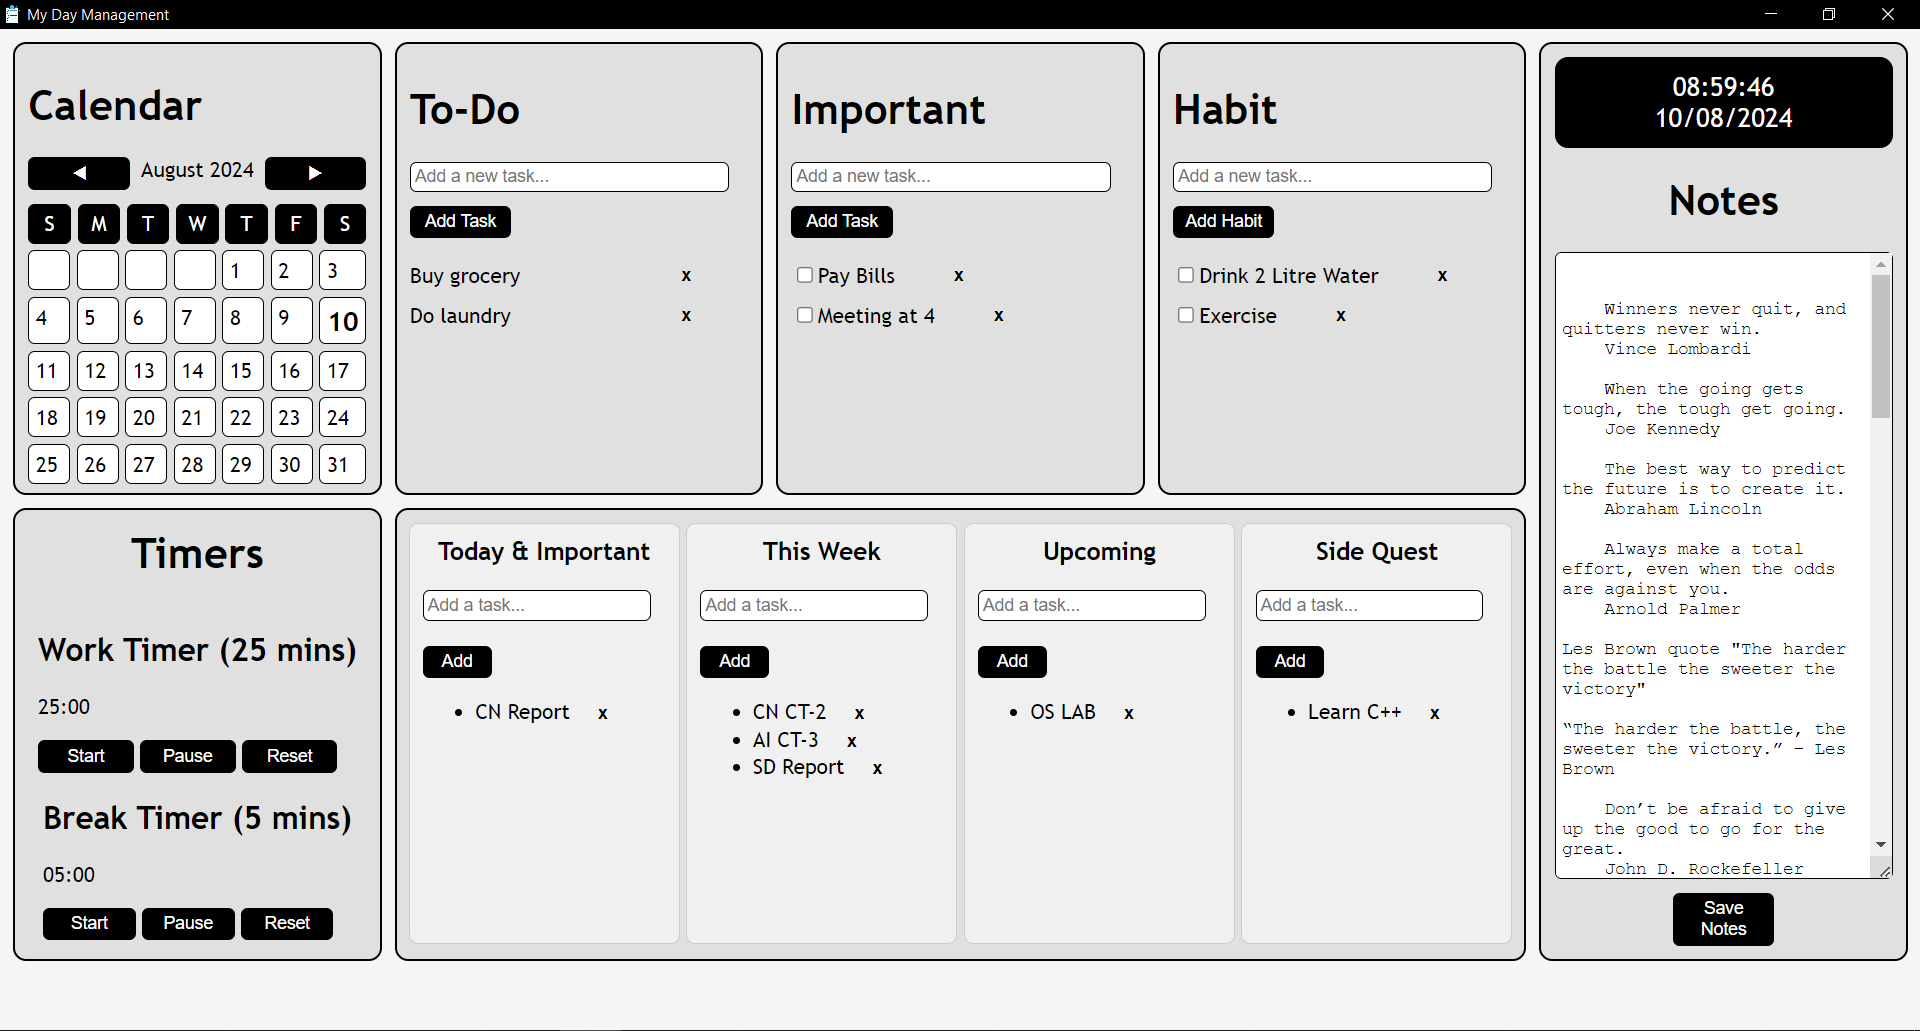 My Day Management
Calendar
◀ August 2024 ▶
S M T W T F S
1 2 3
4 5 6 7 8 9 10
11 12 13 14 15 16 17
18 19 20 21 22 23 24
25 26 27 28 29 30 31
To-Do
Add a new task...
Add Task
Buy grocery x
Do laundry x
Important
Add a new task...
Add Task
Pay Bills x
Meeting at 4 x
Habit
Add a new task...
Add Habit
Drink 2 Litre Water x
Exercise x
08:59:46
10/08/2024
Notes
Winners never quit, and
quitters never win.
Vince Lombardi
When the going gets
tough, the tough get going.
Joe Kennedy
The best way to predict
the future is to create it.
Abraham Lincoln
Always make a total
effort, even when the odds
are against you.
Arnold Palmer
Les Brown quote "The harder
the battle the sweeter the
victory"
“The harder the battle, the
sweeter the victory.” – Les
Brown
Don’t be afraid to give
up the good to go for the
great.
John D. Rockefeller
Save
Notes
Timers
Work Timer (25 mins)
25:00
Start Pause Reset
Break Timer (5 mins)
05:00
Start Pause Reset
Today & Important
Add a task...
Add
• CN Report x
This Week
Add a task...
Add
• CN CT-2 x
• AI CT-3 x
• SD Report x
Upcoming
Add a task...
Add
• OS LAB x
Side Quest
Add a task...
Add
• Learn C++ x